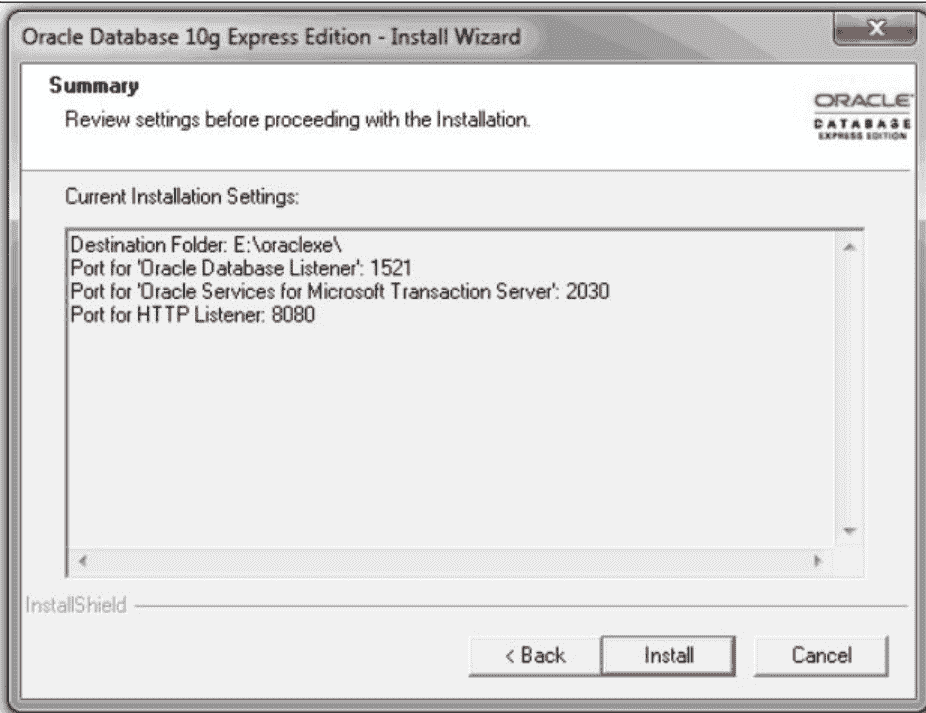 Oracle Database 10g Express Edition - Install Wizard
Summary
Review settings before proceeding with the Installation.
ORACLE
DATABASE
EXPRESS EDITION
Current Installation Settings:
Destination Folder: E:\oraclexe\
Port for 'Oracle Database Listener': 1521
Port for 'Oracle Services for Microsoft Transaction Server': 2030
Port for HTTP Listener: 8080
InstallShield
< Back
Install
Cancel